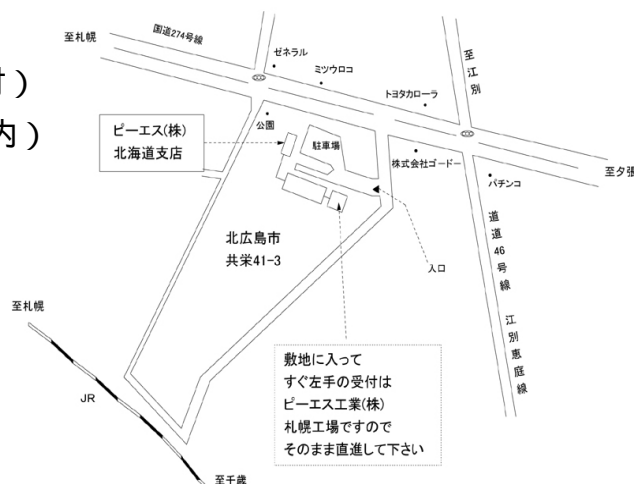 国道274号線
至札幌
ゼネラル
ミツウロコ
至江別
トヨタカローラ
付）
内）
ピーエス(株)
北海道支店
公園
駐車場
株式会社ゴードー
パチンコ
至夕張
北広島市
共栄41-3
入口
道道46号線 江別恵庭線
至札幌
JR
至千歳
敷地に入って
すぐ左手の受付は
ピーエス工業(株)
札幌工場ですので
そのまま直進して下さい